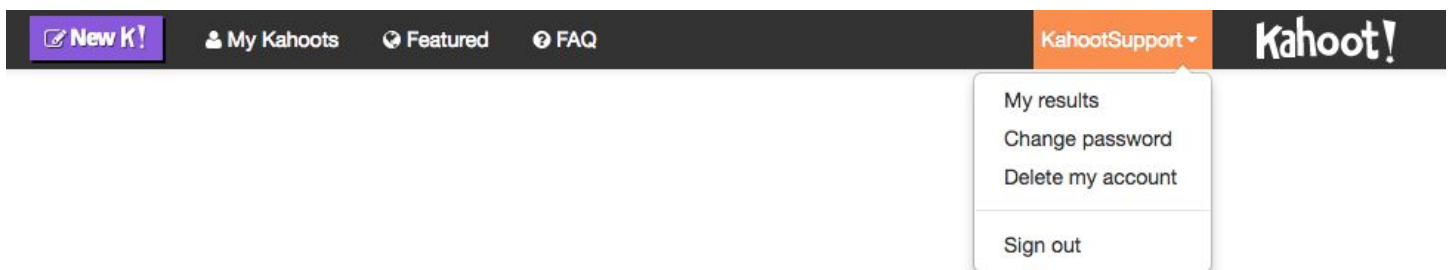 New K! My Kahoots Featured FAQ KahootSupport Kahoot!
My results
Change password
Delete my account
Sign out